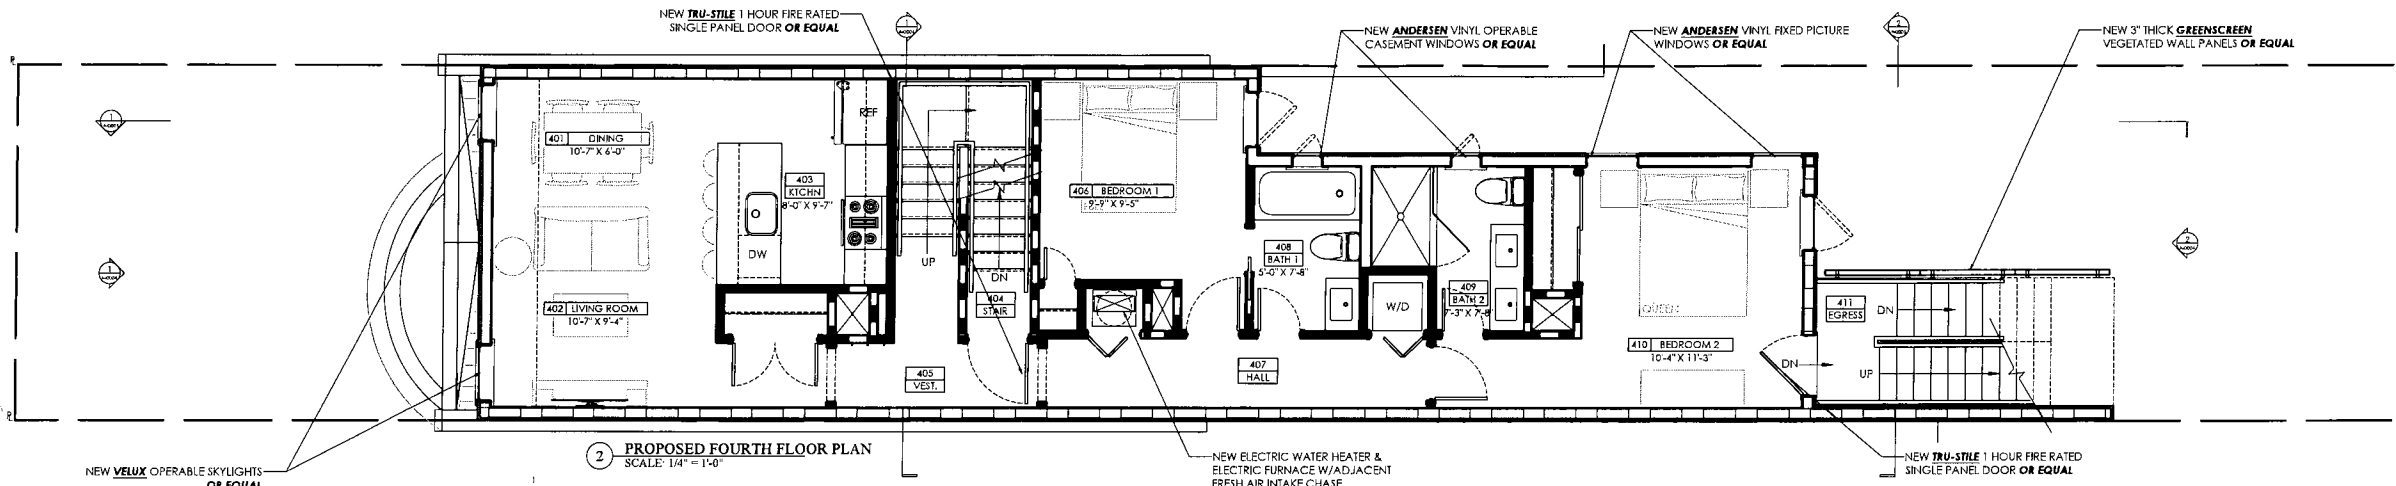 NEW TRU-STILE 1 HOUR FIRE RATED
SINGLE PANEL DOOR OR EQUAL
1
NEW ANDERSEN VINYL OPERABLE
CASEMENT WINDOWS OR EQUAL
NEW ANDERSEN VINYL FIXED PICTURE
WINDOWS OR EQUAL
2
NEW 3" THICK GREENSCREEN
VEGETATED WALL PANELS OR EQUAL
1
REF
401 DINING
10'-7" X 6'-0"
403
KTCHN
8'-0" X 9'-7"
406 BEDROOM 1
9'-9" X 9'-5"
DW
UP
DN
408
BATH 1
5'-0" X 7'-8"
1
2
404
STAIR
409
BATH 2
7'-3" X 7'-8"
W/D
402 LIVING ROOM
10'-7" X 9'-4"
QUEEN
411
EGRESS
DN
410 BEDROOM 2
10'-4" X 11'-3"
405
VEST.
407
HALL
DN
UP
2 PROPOSED FOURTH FLOOR PLAN
SCALE: 1/4" = 1'-0"
NEW VELUX OPERABLE SKYLIGHTS
OR EQUAL
NEW ELECTRIC WATER HEATER &
ELECTRIC FURNACE W/ADJACENT
FRESH AIR INTAKE CHASE
NEW TRU-STILE 1 HOUR FIRE RATED
SINGLE PANEL DOOR OR EQUAL